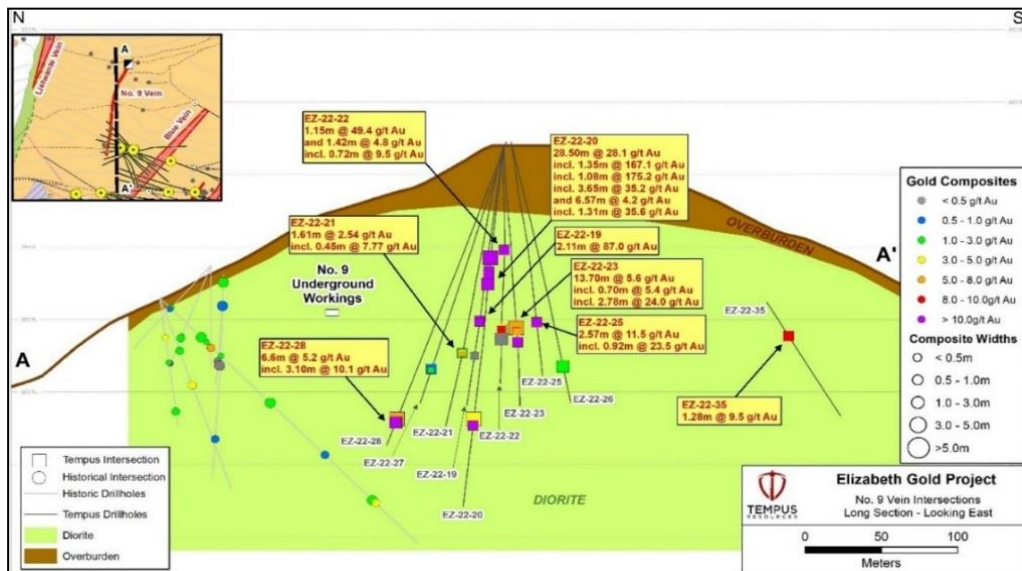 N
S
A
Lishwante Vein
No. 9 Vein
Blue Vein
A'
EZ-22-22
1.15m @ 49.4 g/t Au
and 1.42m @ 4.8 g/t Au
incl. 0.72m @ 9.5 g/t Au
EZ-22-20
28.50m @ 28.1 g/t Au
incl. 1.35m @ 167.1 g/t Au
incl. 1.08m @ 175.2 g/t Au
incl. 3.65m @ 35.2 g/t Au
and 6.57m @ 4.2 g/t Au
incl. 1.31m @ 35.6 g/t Au
EZ-22-21
1.61m @ 2.54 g/t Au
incl. 0.45m @ 7.77 g/t Au
EZ-22-19
2.11m @ 87.0 g/t Au
EZ-22-23
13.70m @ 5.6 g/t Au
incl. 0.70m @ 5.4 g/t Au
incl. 2.78m @ 24.0 g/t Au
EZ-22-25
2.57m @ 11.5 g/t Au
incl. 0.92m @ 23.5 g/t Au
EZ-22-28
6.6m @ 5.2 g/t Au
incl. 3.10m @ 10.1 g/t Au
EZ-22-35
1.28m @ 9.5 g/t Au
No. 9
Underground
Workings
OVERBURDEN
A
A'
EZ-22-35
EZ-22-25
EZ-22-26
EZ-22-23
EZ-22-22
EZ-22-21
EZ-22-28
EZ-22-27
EZ-22-19
EZ-22-20
DIORITE
Gold Composites
< 0.5 g/t Au
0.5 - 1.0g/t Au
1.0 - 3.0g/t Au
3.0 - 5.0g/t Au
5.0 - 8.0g/t Au
8.0 - 10.0g/t Au
> 10.0g/t Au
Composite Widths
< 0.5m
0.5 - 1.0m
1.0 - 3.0m
3.0 - 5.0m
>5.0m
Tempus Intersection
Historical Intersection
Historic Drillholes
Tempus Drillholes
Diorite
Overburden
TEMPUS
RESOURCES
Elizabeth Gold Project
No. 9 Vein Intersections
Long Section - Looking East
0 50 100
Meters